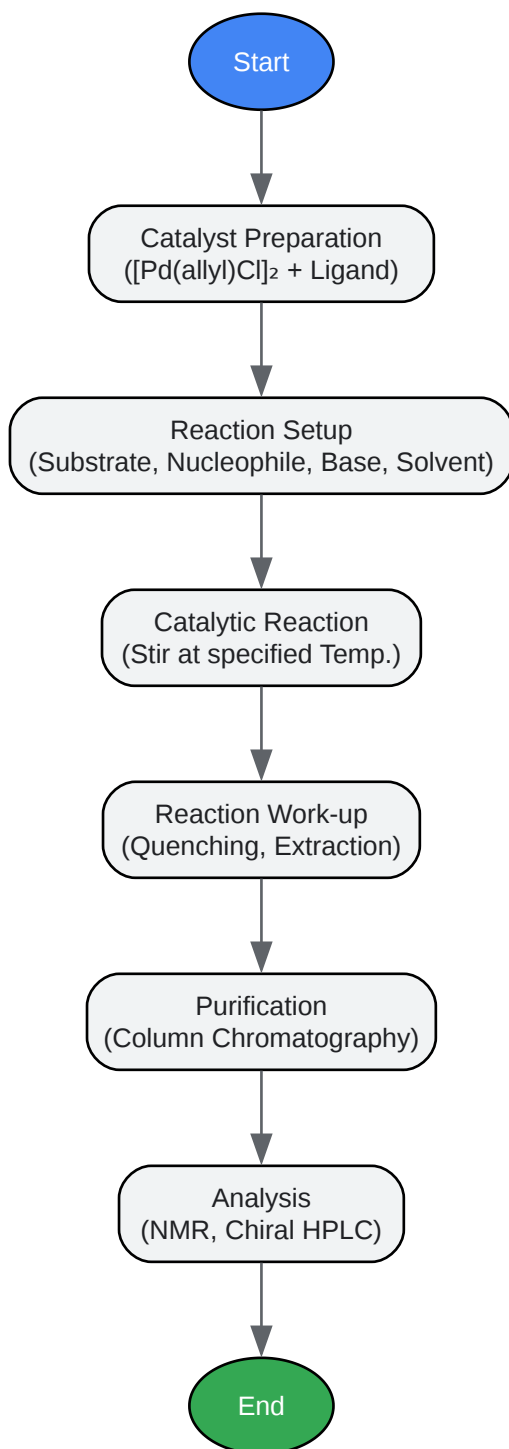 Start
Catalyst Preparation
([Pd(allyl)Cl]₂ + Ligand)
Reaction Setup
(Substrate, Nucleophile, Base, Solvent)
Catalytic Reaction
(Stir at specified Temp.)
Reaction Work-up
(Quenching, Extraction)
Purification
(Column Chromatography)
Analysis
(NMR, Chiral HPLC)
End